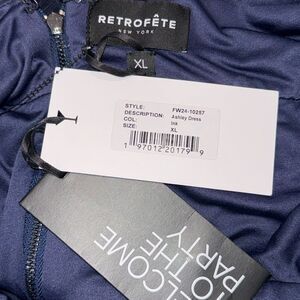 RETROFÊTE
NEW YORK
XL
STYLE: FW24-10257
DESCRIPTION: Ashley Dress
COL: Ink
SIZE: XL
1 97012 20179 9
WELCOME
TO THE
PARTY